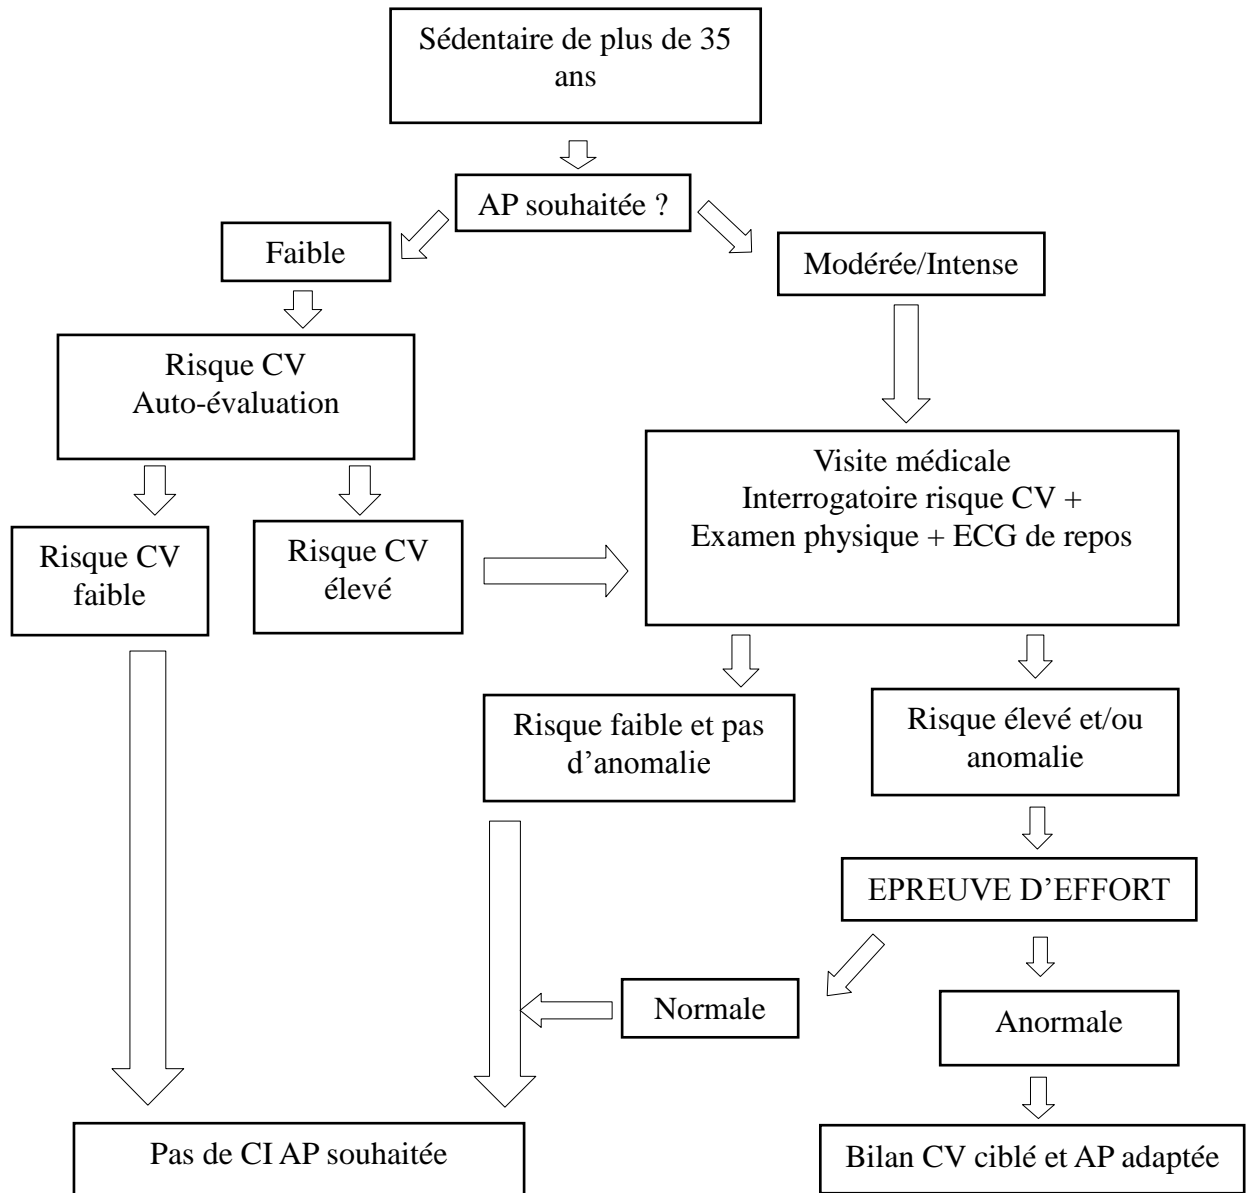 Sédentaire de plus de 35
ans
AP souhaitée ?
Faible
Modérée/Intense
Risque CV
Auto-évaluation
Visite médicale
Interrogatoire risque CV +
Examen physique + ECG de repos
Risque CV
faible
Risque CV
élevé
Risque faible et pas
d’anomalie
Risque élevé et/ou
anomalie
EPREUVE D’EFFORT
Normale
Anormale
Pas de CI AP souhaitée
Bilan CV ciblé et AP adaptée